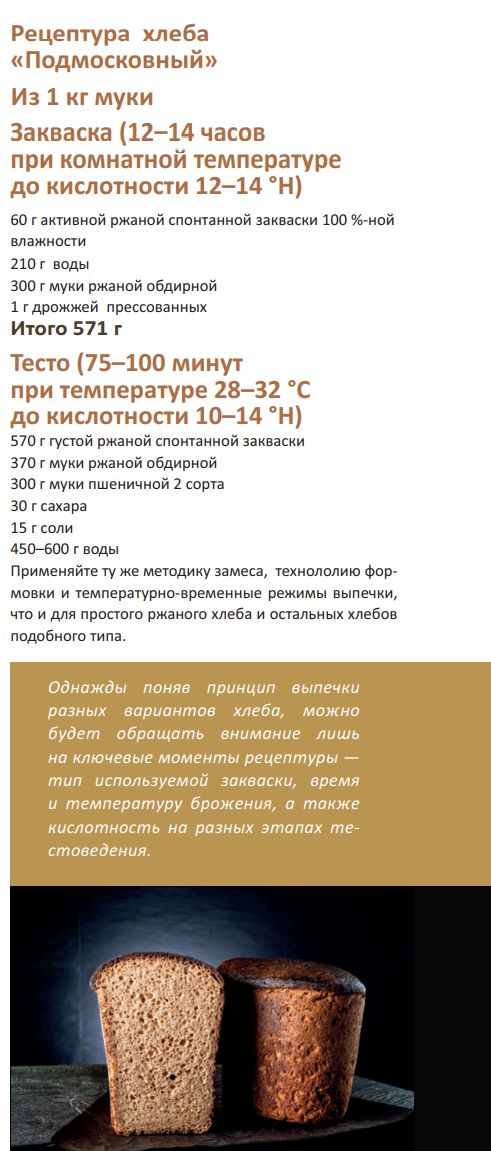 Рецептура хлеба
«Подмосковный»
Из 1 кг муки
Закваска (12–14 часов
при комнатной температуре
до кислотности 12–14 °Н)
60 г активной ржаной спонтанной закваски 100 %-ной
влажности
210 г воды
300 г муки ржаной обдирной
1 г дрожжей прессованных
Итого 571 г
Тесто (75–100 минут
при температуре 28–32 °С
до кислотности 10–14 °Н)
570 г густой ржаной спонтанной закваски
370 г муки ржаной обдирной
300 г муки пшеничной 2 сорта
30 г сахара
15 г соли
450–600 г воды
Применяйте ту же методику замеса, технололию фор-
мовки и температурно-временные режимы выпечки,
что и для простого ржаного хлеба и остальных хлебов
подобного типа.
Однажды поняв принцип выпечки
разных вариантов хлеба, можно
будет обращать внимание лишь
на ключевые моменты рецептуры —
тип используемой закваски, время
и температуру брожения, а также
кислотность на разных этапах те-
стоведения.